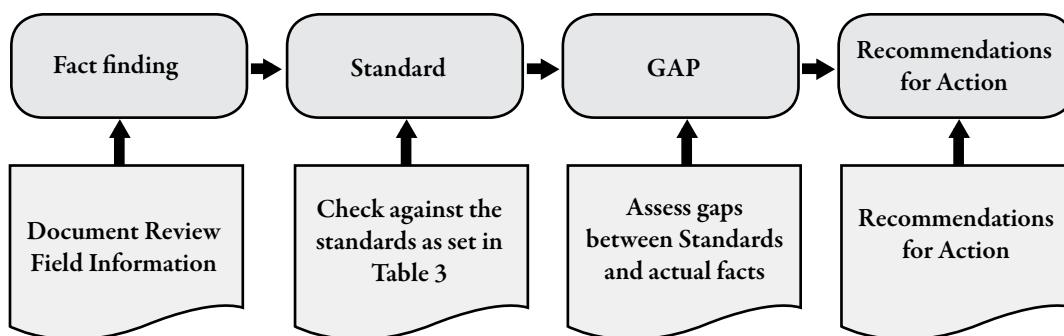 Fact finding
Standard
GAP
Recommendations
for Action
Document Review
Field Information
Check against the
standards as set in
Table 3
Assess gaps
between Standards
and actual facts
Recommendations
for Action